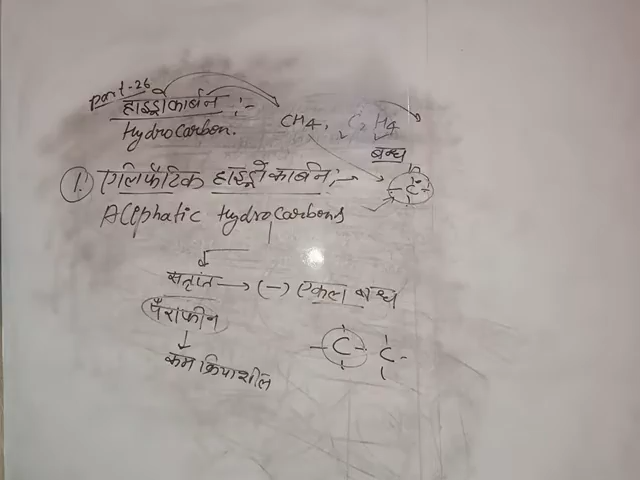 Part-26
हाइड्रोकार्बन :-
Hydrocarbon.
CH4, C2H4
बन्ध
① एलिफैटिक हाइड्रोकार्बन :→
-C-
Aliphatic Hydrocarbons
संतृप्त → (-) एकल बन्ध
पैराफीन
-C- C-
कम क्रियाशील